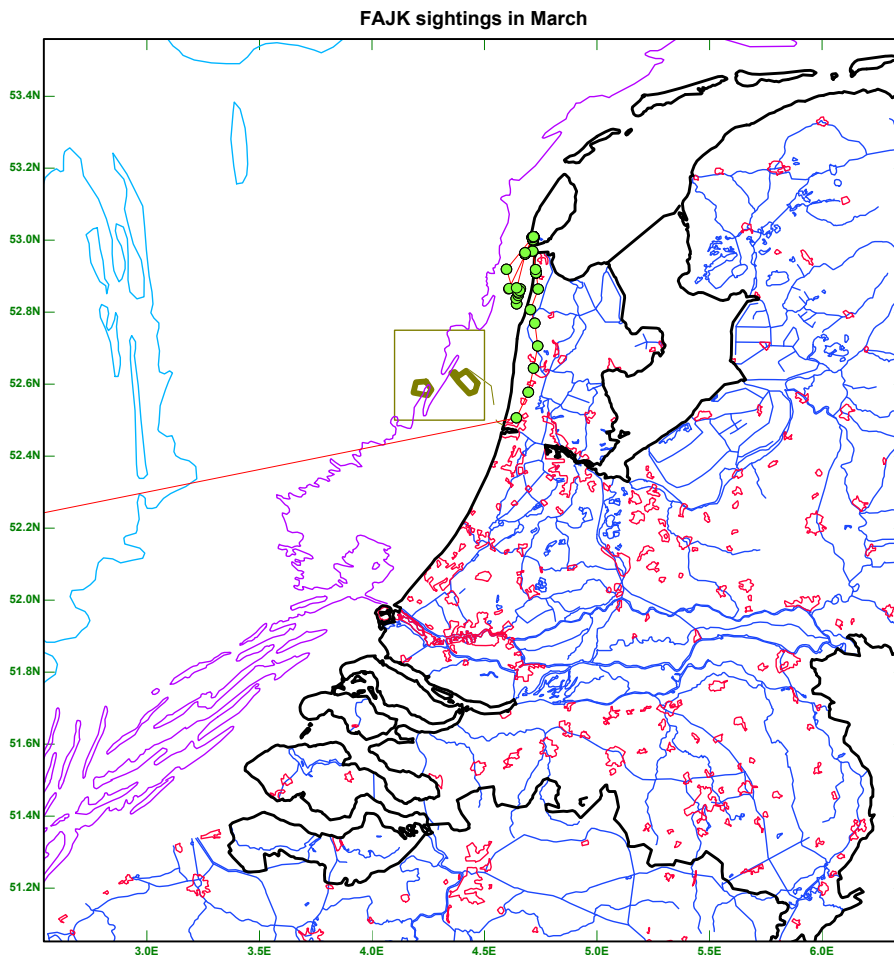 FAJK sightings in March
53.4N
53.2N
53.0N
52.8N
52.6N
52.4N
52.2N
52.0N
51.8N
51.6N
51.4N
51.2N
3.0E 3.5E 4.0E 4.5E 5.0E 5.5E 6.0E